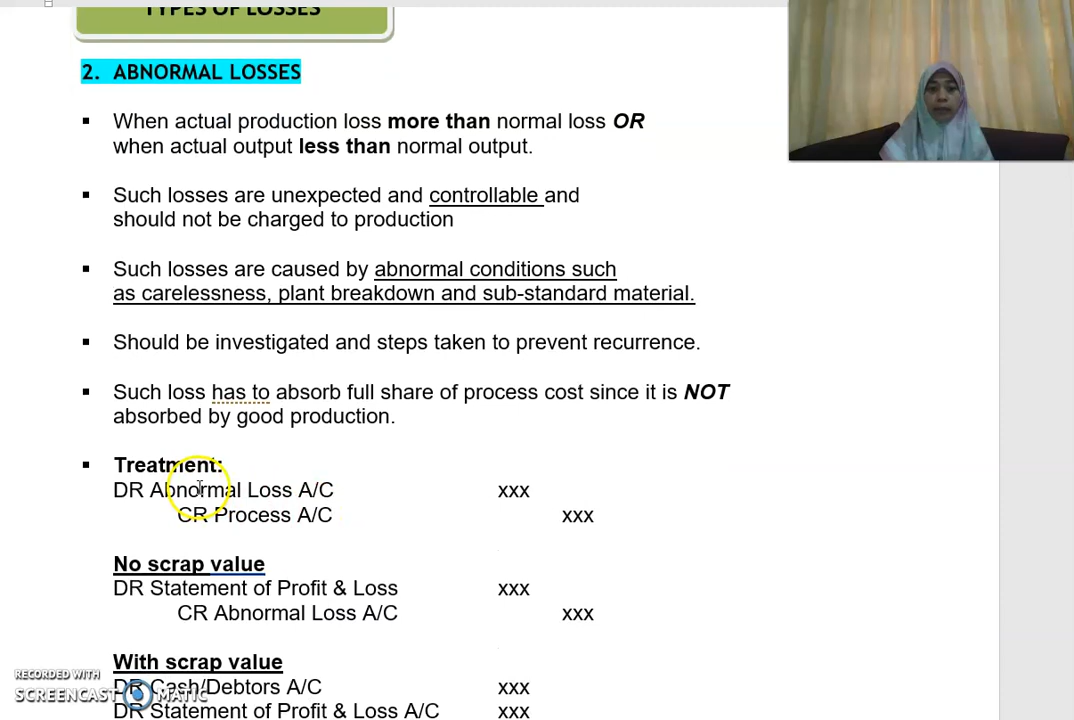 TYPES OF LOSSES
2. ABNORMAL LOSSES
▪ When actual production loss more than normal loss OR
when actual output less than normal output.
▪ Such losses are unexpected and controllable and
should not be charged to production
▪ Such losses are caused by abnormal conditions such
as carelessness, plant breakdown and sub-standard material.
▪ Should be investigated and steps taken to prevent recurrence.
▪ Such loss has to absorb full share of process cost since it is NOT
absorbed by good production.
▪ Treatment:
DR Abnormal Loss A/C xxx
CR Process A/C xxx
No scrap value
DR Statement of Profit & Loss xxx
CR Abnormal Loss A/C xxx
With scrap value
DR Cash/Debtors A/C xxx
DR Statement of Profit & Loss A/C xxx
RECORDED WITH
SCREENCAST MATIC